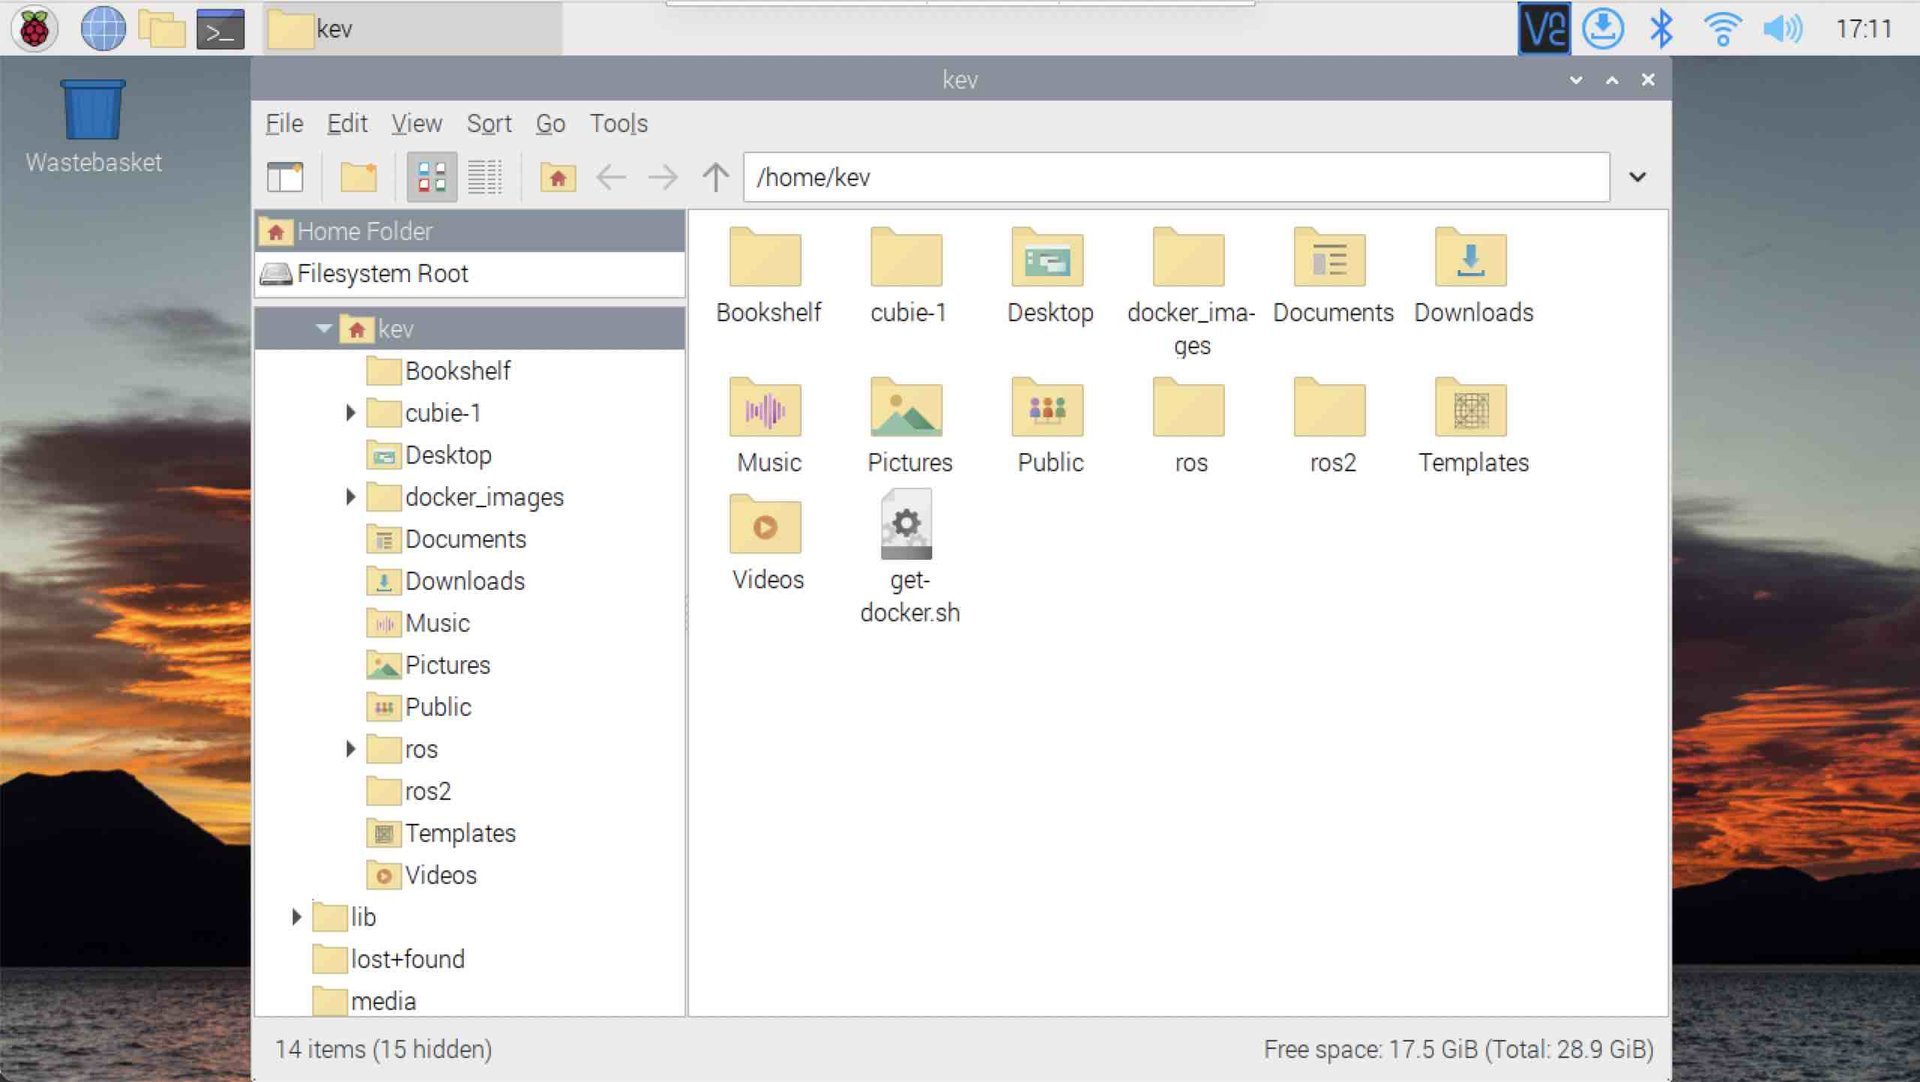 kev
17:11
Wastebasket
kev
File Edit View Sort Go Tools
/home/kev
Home Folder
Filesystem Root
kev
Bookshelf
cubie-1
Desktop
docker_images
Documents
Downloads
Music
Pictures
Public
ros
ros2
Templates
Videos
lib
lost+found
media
Bookshelf
cubie-1
Desktop
docker_ima-
ges
Documents
Downloads
Music
Pictures
Public
ros
ros2
Templates
Videos
get-
docker.sh
14 items (15 hidden)
Free space: 17.5 GiB (Total: 28.9 GiB)